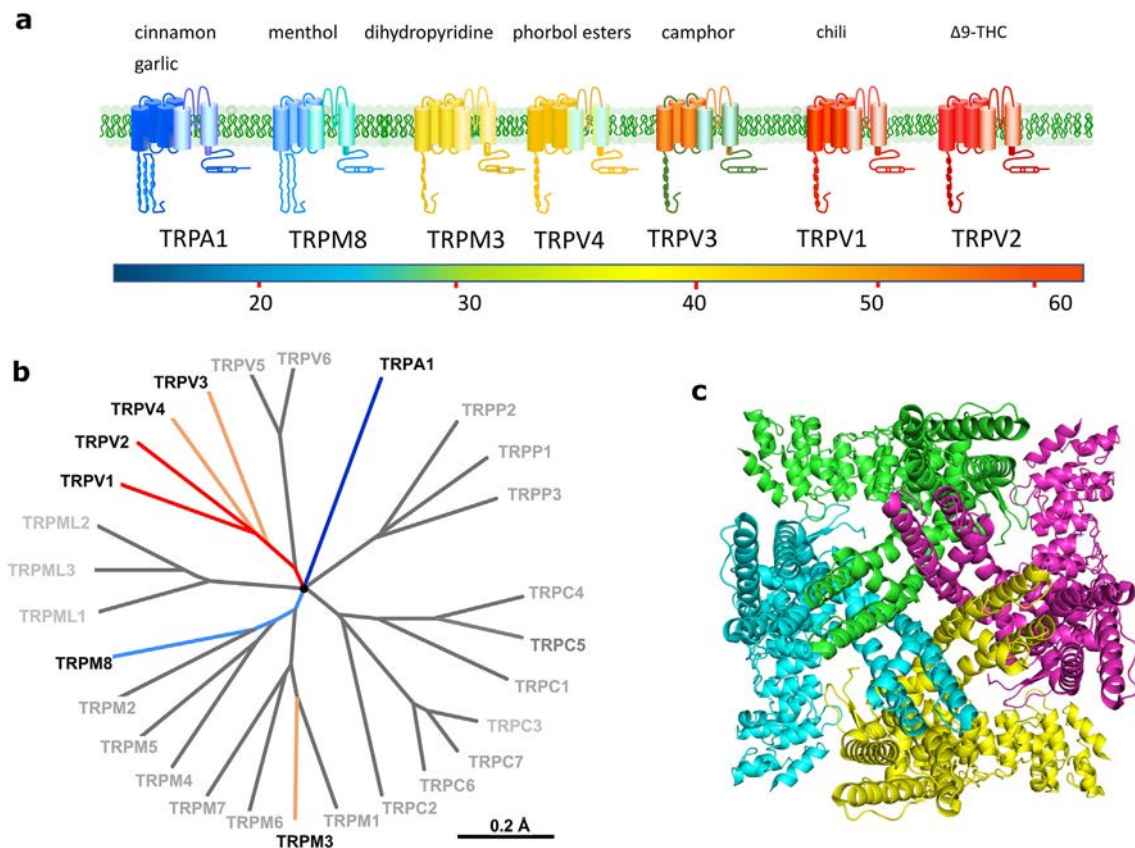 a
cinnamon menthol dihydropyridine phorbol esters camphor chili Δ9-THC
garlic
TRPA1 TRPM8 TRPM3 TRPV4 TRPV3 TRPV1 TRPV2
20 30 40 50 60
b
TRPV5
TRPV6
TRPA1
TRPV3
TRPV4
TRPV2
TRPV1
TRPML2
TRPML3
TRPML1
TRPM8
TRPM2
TRPM5
TRPM4
TRPM7
TRPM6
TRPM3
TRPM1
TRPC2
TRPC6
TRPC7
TRPC3
TRPC1
TRPC5
TRPC4
TRPP3
TRPP1
TRPP2
0.2 Å
c